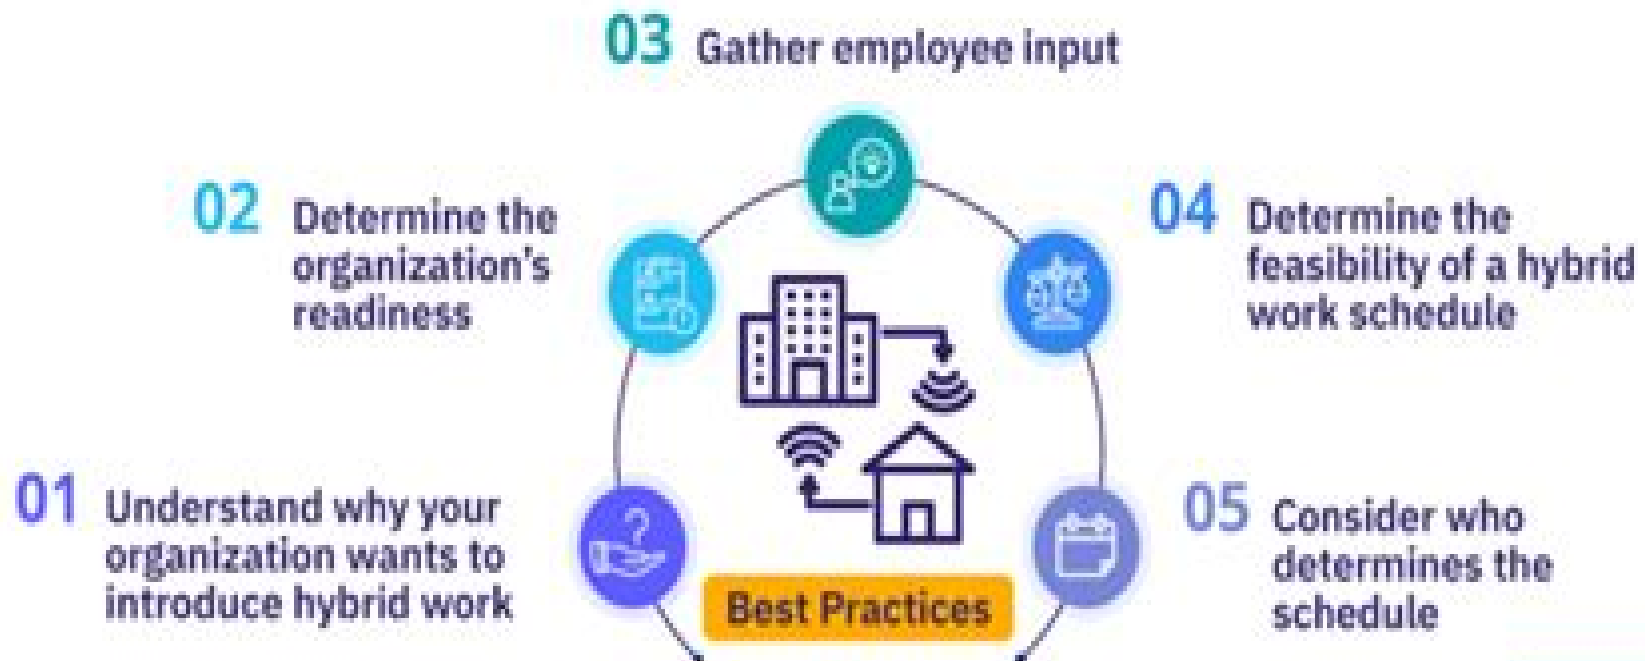 03 Gather employee input
02 Determine the
organization's
readiness
04 Determine the
feasibility of a hybrid
work schedule
01 Understand why your
organization wants to
introduce hybrid work
05 Consider who
determines the
schedule
Best Practices